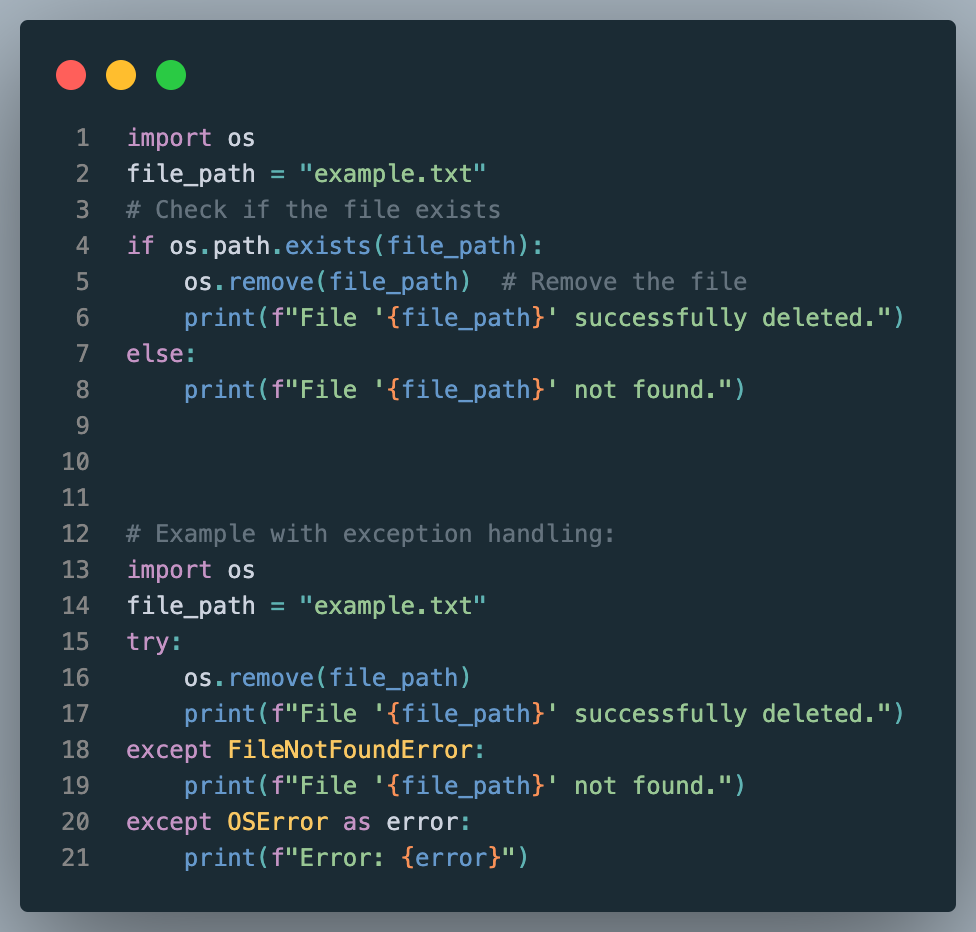 1 import os
2 file_path = "example.txt"
3 # Check if the file exists
4 if os.path.exists(file_path):
5     os.remove(file_path)  # Remove the file
6     print(f"File '{file_path}' successfully deleted.")
7 else:
8     print(f"File '{file_path}' not found.")
9
10
11
12 # Example with exception handling:
13 import os
14 file_path = "example.txt"
15 try:
16     os.remove(file_path)
17     print(f"File '{file_path}' successfully deleted.")
18 except FileNotFoundError:
19     print(f"File '{file_path}' not found.")
20 except OSError as error:
21     print(f"Error: {error}")